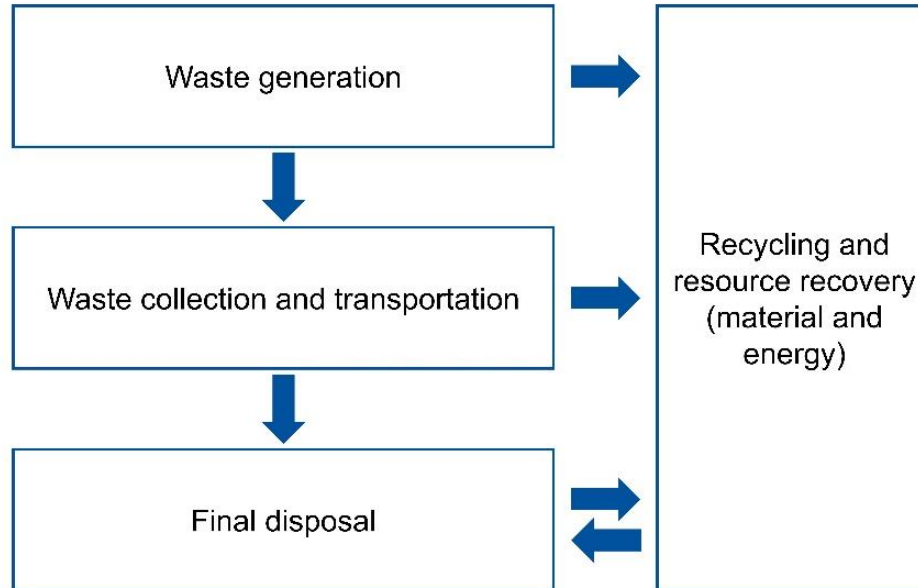 Waste generation
Waste collection and transportation
Final disposal
Recycling and
resource recovery
(material and
energy)